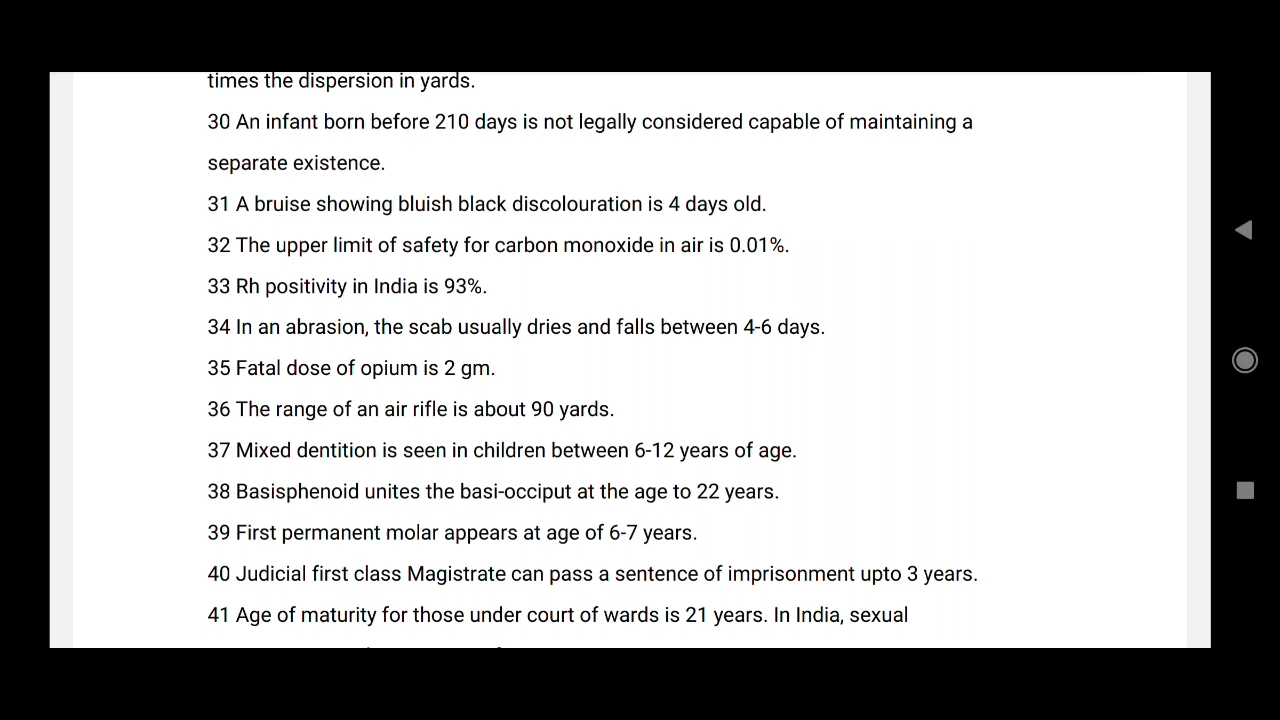 times the dispersion in yards.
30 An infant born before 210 days is not legally considered capable of maintaining a
separate existence.
31 A bruise showing bluish black discolouration is 4 days old.
32 The upper limit of safety for carbon monoxide in air is 0.01%.
33 Rh positivity in India is 93%.
34 In an abrasion, the scab usually dries and falls between 4-6 days.
35 Fatal dose of opium is 2 gm.
36 The range of an air rifle is about 90 yards.
37 Mixed dentition is seen in children between 6-12 years of age.
38 Basisphenoid unites the basi-occiput at the age to 22 years.
39 First permanent molar appears at age of 6-7 years.
40 Judicial first class Magistrate can pass a sentence of imprisonment upto 3 years.
41 Age of maturity for those under court of wards is 21 years. In India, sexual